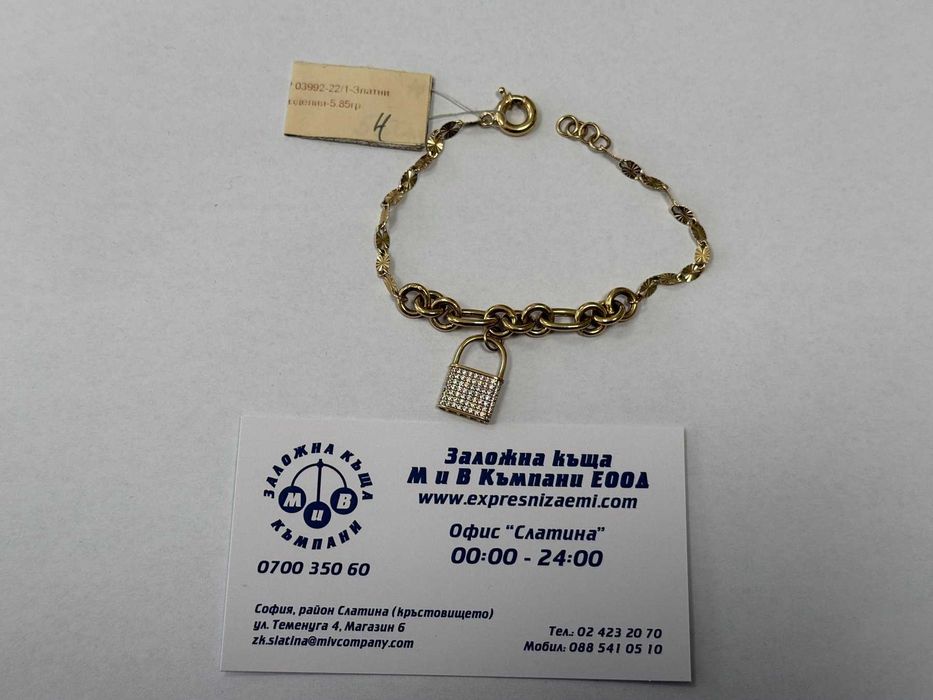 03992-22/1-Златни
изделия-5.85гр
4
ЗАЛОЖНА КЪЩА
М и В
КЪМПАНИ
0700 350 60
Заложна къща
М и В Къмпани ЕООД
www.expresnizaemi.com
Офис "Слатина"
00:00 - 24:00
София, район Слатина (кръстовището)
ул. Теменуга 4, Магазин 6
zk.slatina@mivcompany.com
Тел.: 02 423 20 70
Мобил.: 088 541 05 10